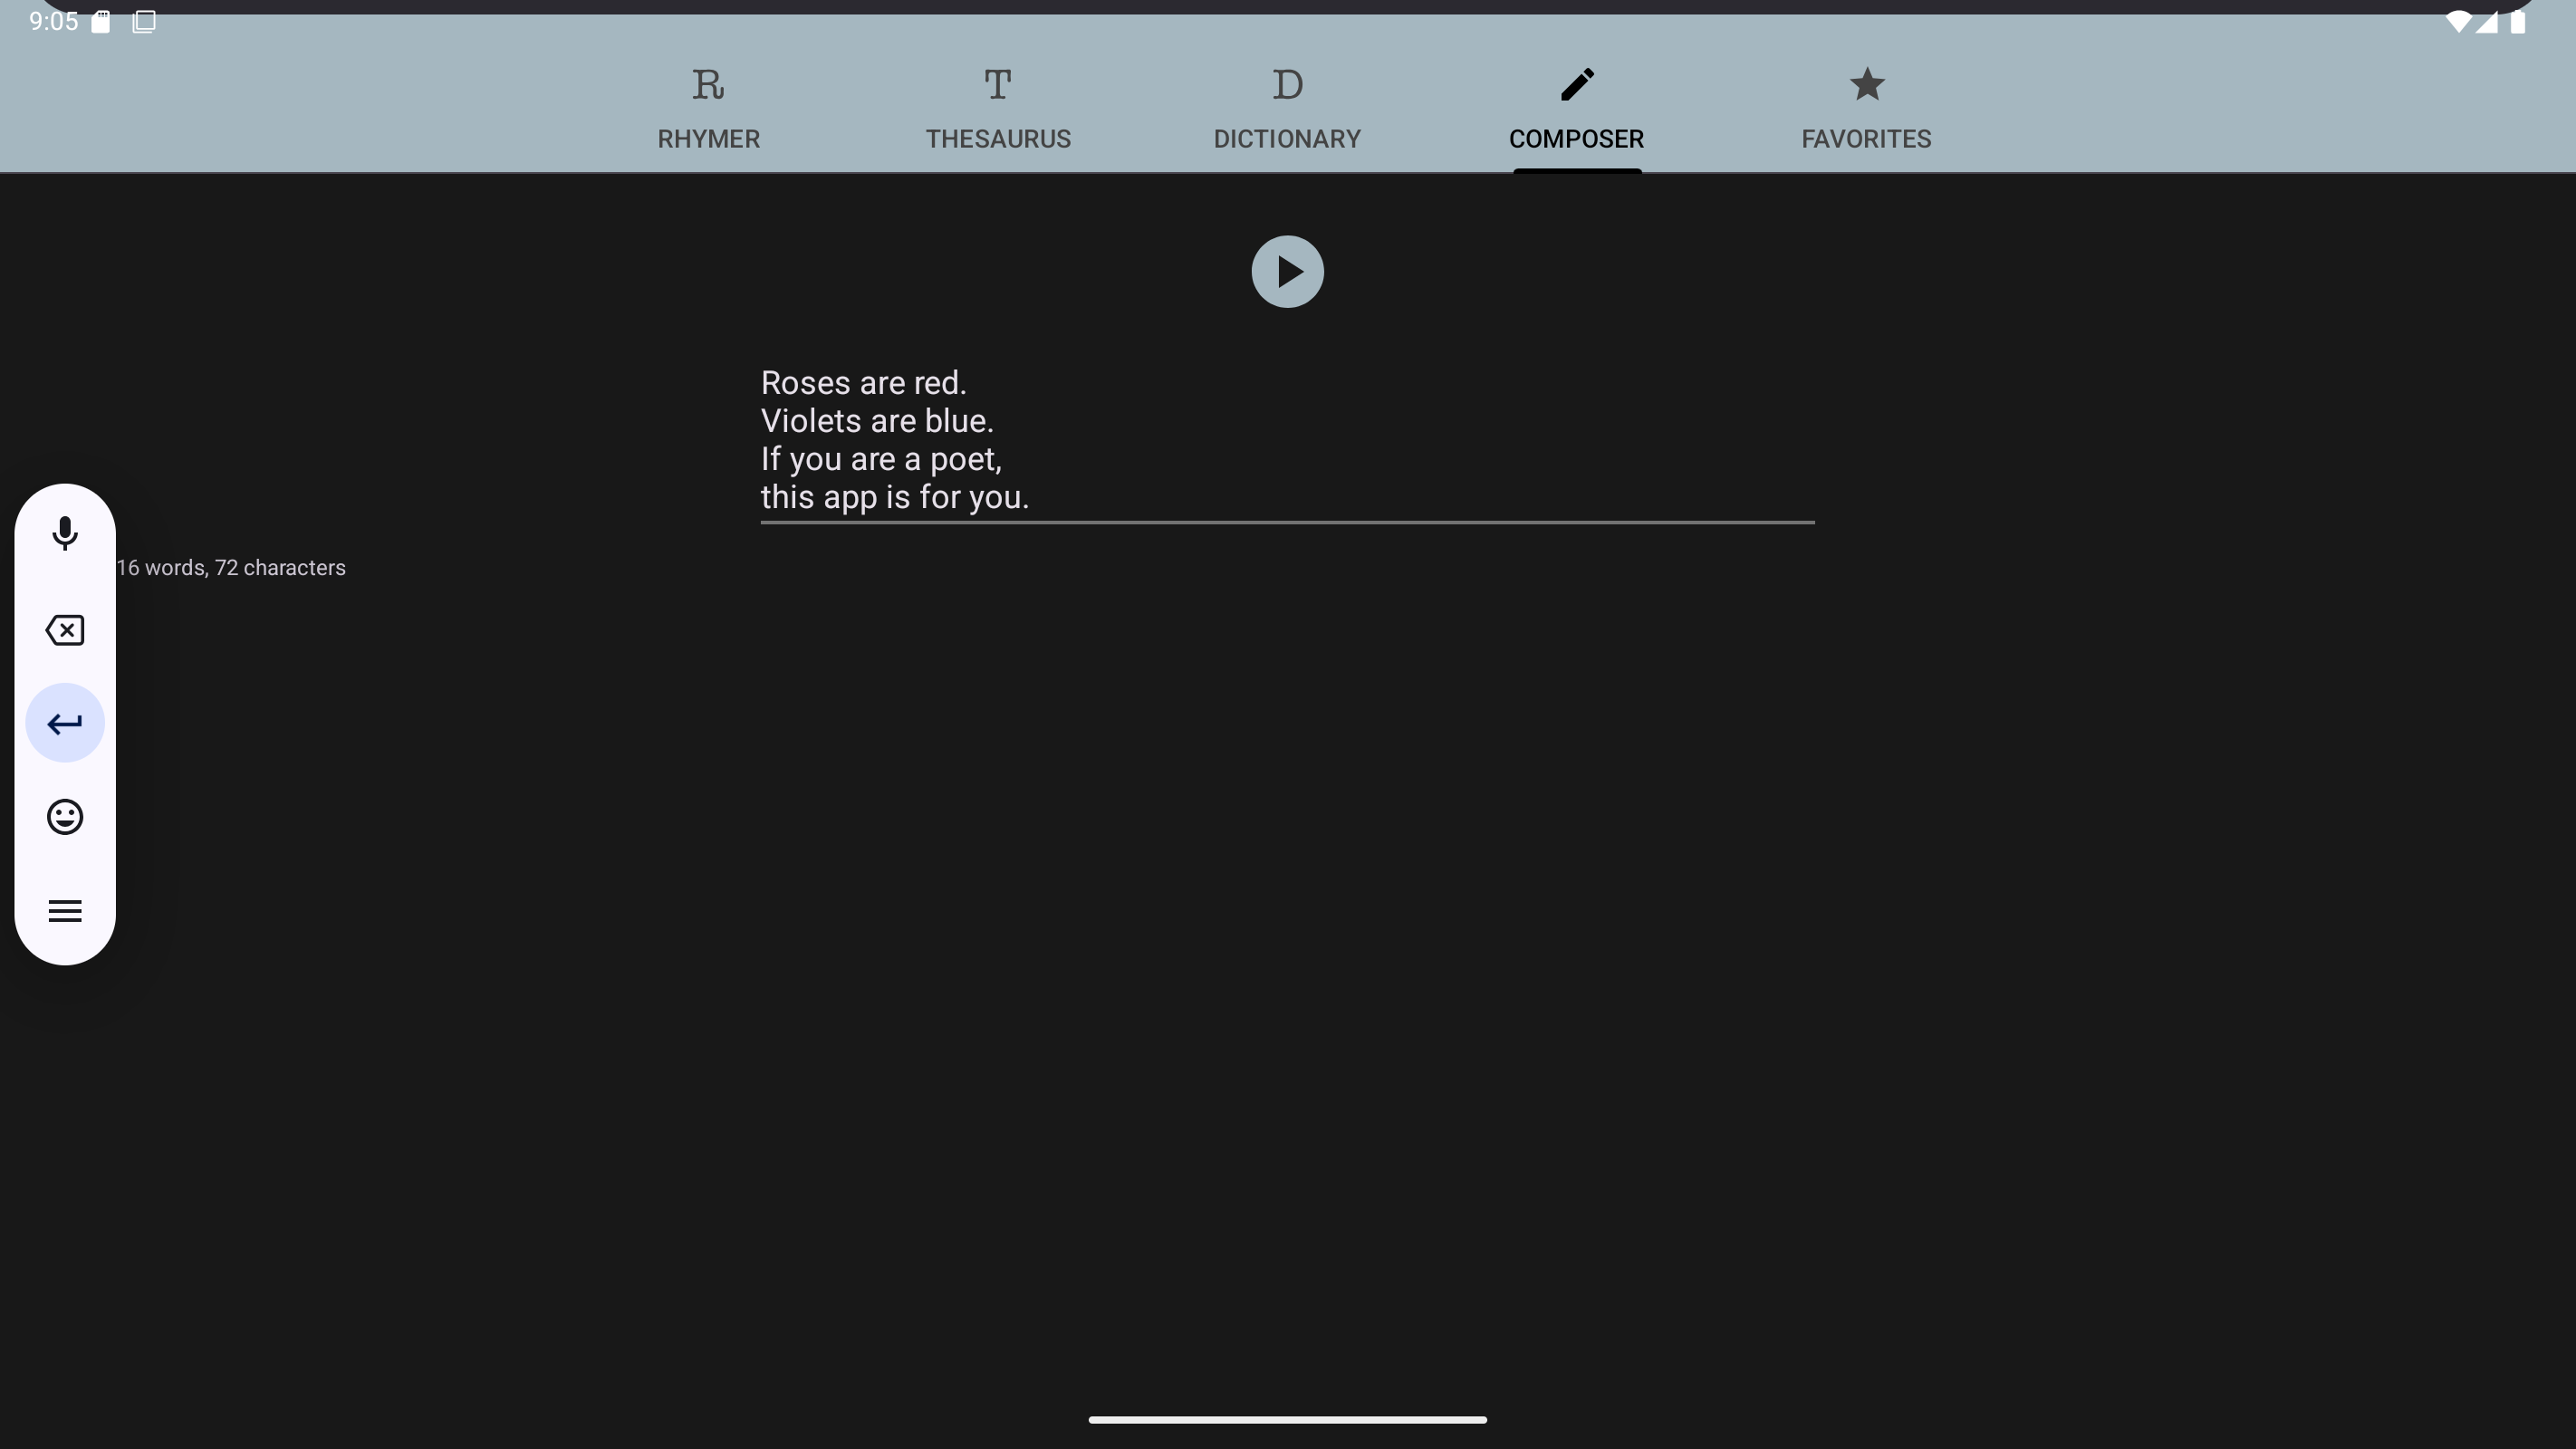 9:05
R T D
RHYMER THESAURUS DICTIONARY COMPOSER FAVORITES
Roses are red.
Violets are blue.
If you are a poet,
this app is for you.
16 words, 72 characters